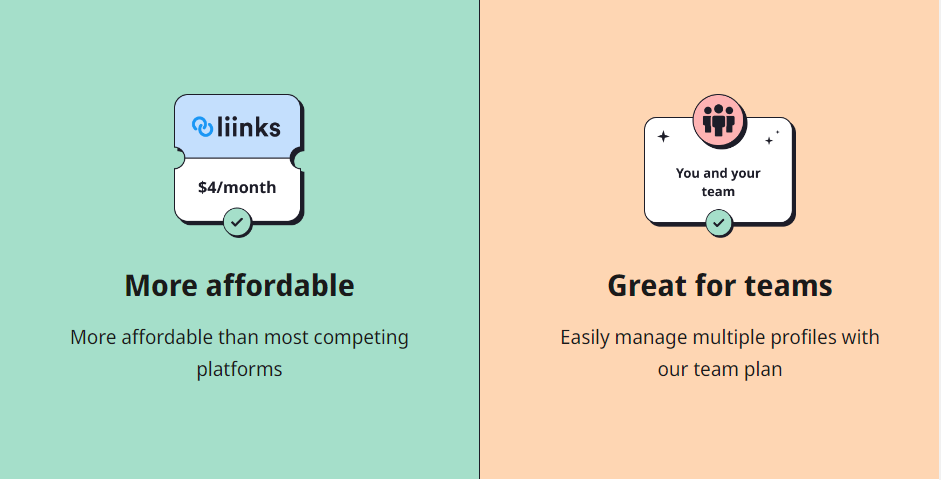 liinks
$4/month
More affordable
More affordable than most competing
platforms
You and your
team
Great for teams
Easily manage multiple profiles with
our team plan